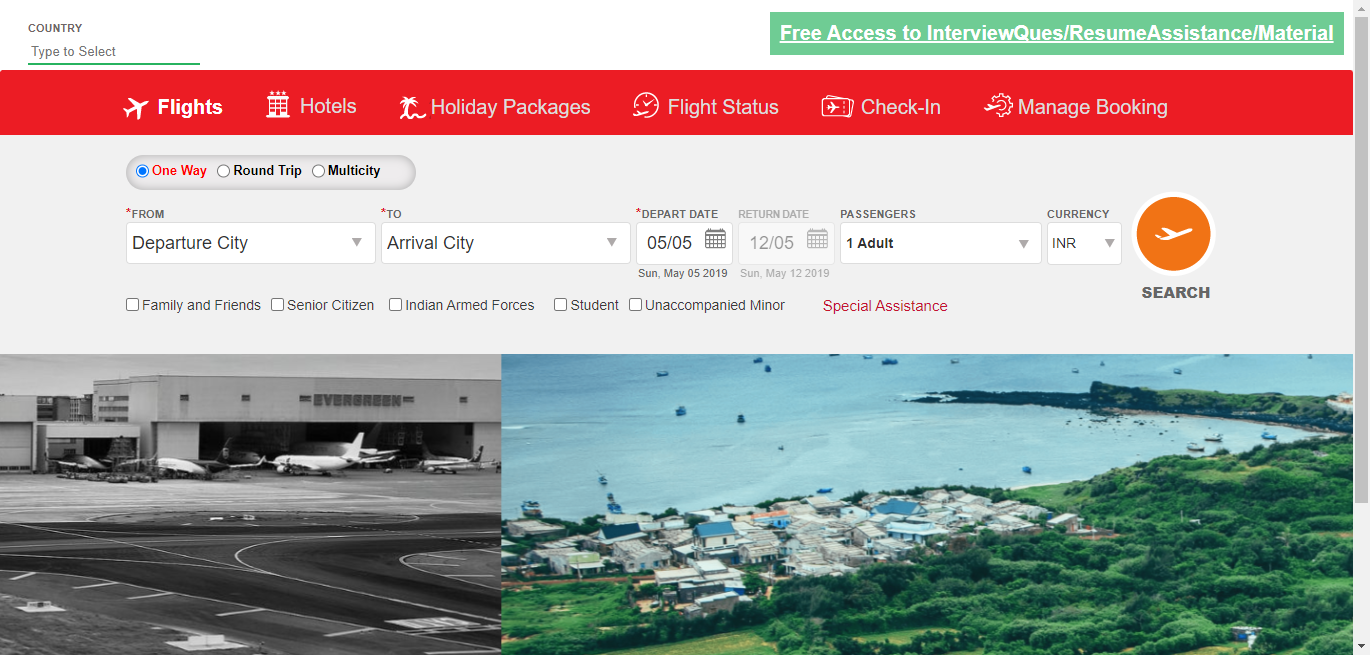 COUNTRY
Type to Select
Free Access to InterviewQues/ResumeAssistance/Material
Flights Hotels Holiday Packages Flight Status Check-In Manage Booking
One Way Round Trip Multicity
*FROM *TO *DEPART DATE RETURN DATE PASSENGERS CURRENCY
Departure City Arrival City 05/05 12/05 1 Adult INR
Sun, May 05 2019 Sun, May 12 2019
SEARCH
Family and Friends Senior Citizen Indian Armed Forces Student Unaccompanied Minor Special Assistance
EVERGREEN